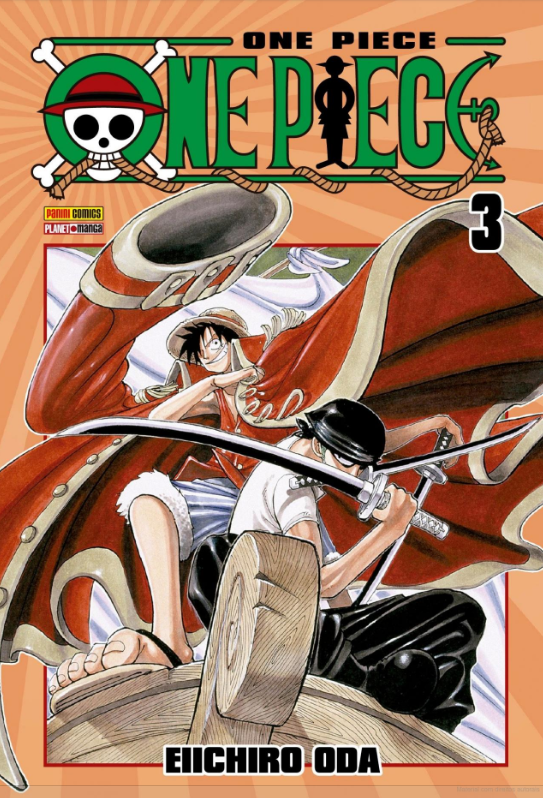 ONE PIECE
ONE PIECE
3
PANINI COMICS
PLANET manga
EIICHIRO ODA